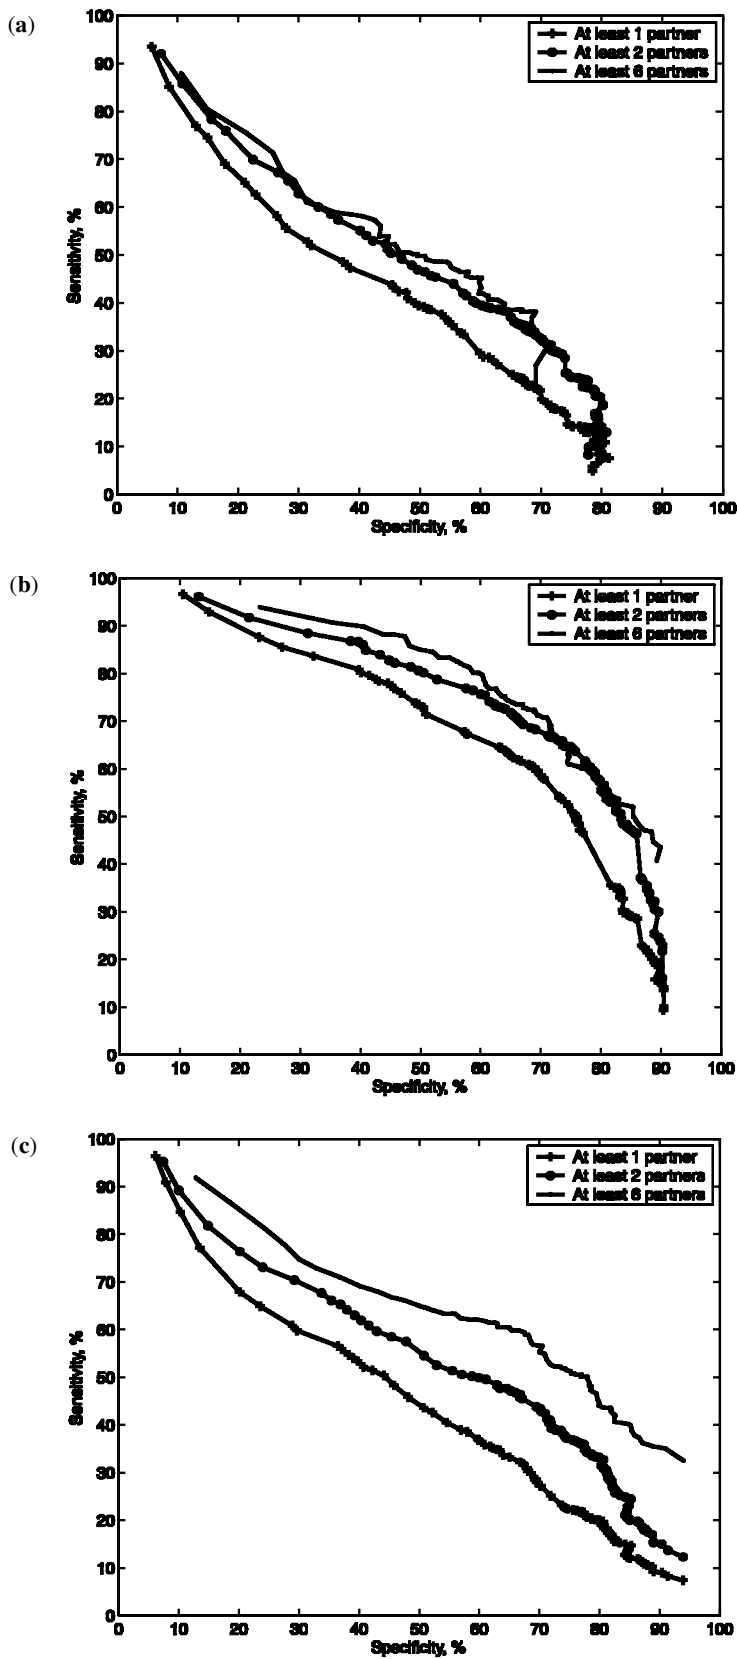 (a)
At least 1 partner
At least 2 partners
At least 6 partners
Sensitivity, %
100
90
80
70
60
50
40
30
20
10
0
0 10 20 30 40 50 60 70 80 90 100
Specificity, %
(b)
At least 1 partner
At least 2 partners
At least 6 partners
Sensitivity, %
100
90
80
70
60
50
40
30
20
10
0
0 10 20 30 40 50 60 70 80 90 100
Specificity, %
(c)
At least 1 partner
At least 2 partners
At least 6 partners
Sensitivity, %
100
90
80
70
60
50
40
30
20
10
0
0 10 20 30 40 50 60 70 80 90 100
Specificity, %